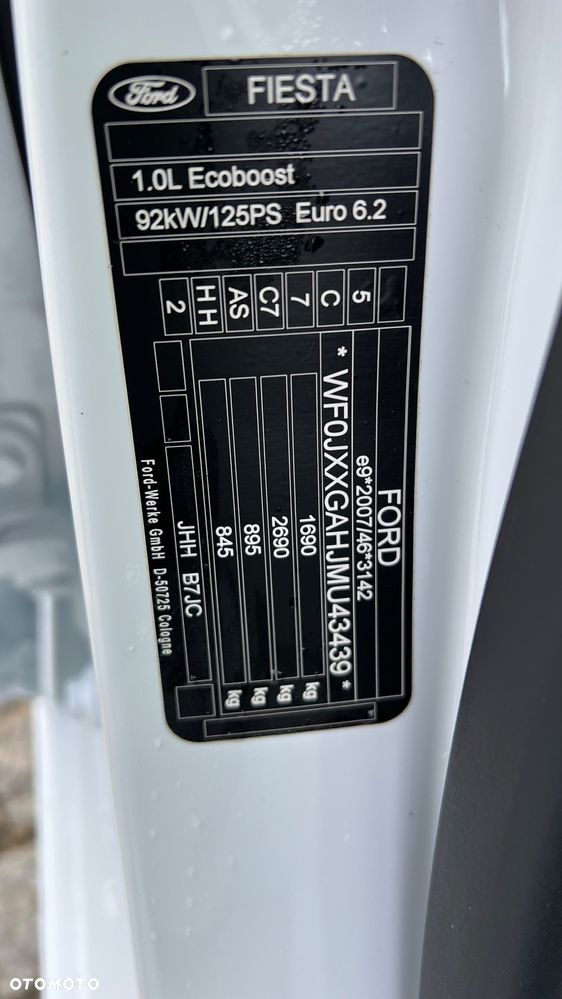 Ford
FIESTA
1.0L Ecoboost
92kW/125PS Euro 6.2
5
C
7
C7
AS
HH
2
FORD
e9*2007/46*3142
* WF0JXXGAHJMU43439 *
1690 kg
2690 kg
895 kg
845 kg
JHH B7JC
Ford-Werke GmbH D-50725 Cologne
OTOMOTO